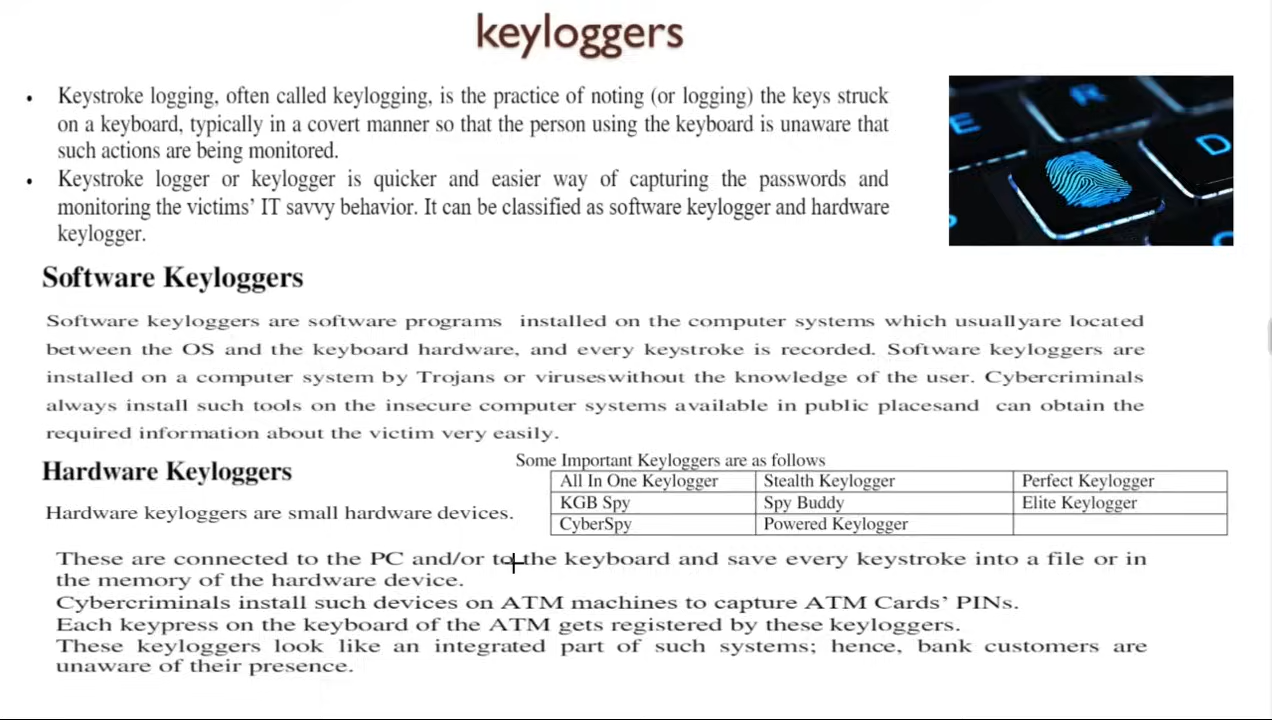 keyloggers
• Keystroke logging, often called keylogging, is the practice of noting (or logging) the keys struck
on a keyboard, typically in a covert manner so that the person using the keyboard is unaware that
such actions are being monitored.
• Keystroke logger or keylogger is quicker and easier way of capturing the passwords and
monitoring the victims’ IT savvy behavior. It can be classified as software keylogger and hardware
keylogger.
E R D C
Software Keyloggers
Software keyloggers are software programs installed on the computer systems which usuallyare located
between the OS and the keyboard hardware, and every keystroke is recorded. Software keyloggers are
installed on a computer system by Trojans or viruseswithout the knowledge of the user. Cybercriminals
always install such tools on the insecure computer systems available in public placesand can obtain the
required information about the victim very easily.
Hardware Keyloggers
Hardware keyloggers are small hardware devices.
Some Important Keyloggers are as follows
All In One Keylogger Stealth Keylogger Perfect Keylogger
KGB Spy Spy Buddy Elite Keylogger
CyberSpy Powered Keylogger
These are connected to the PC and/or to the keyboard and save every keystroke into a file or in
the memory of the hardware device.
Cybercriminals install such devices on ATM machines to capture ATM Cards’ PINs.
Each keypress on the keyboard of the ATM gets registered by these keyloggers.
These keyloggers look like an integrated part of such systems; hence, bank customers are
unaware of their presence.